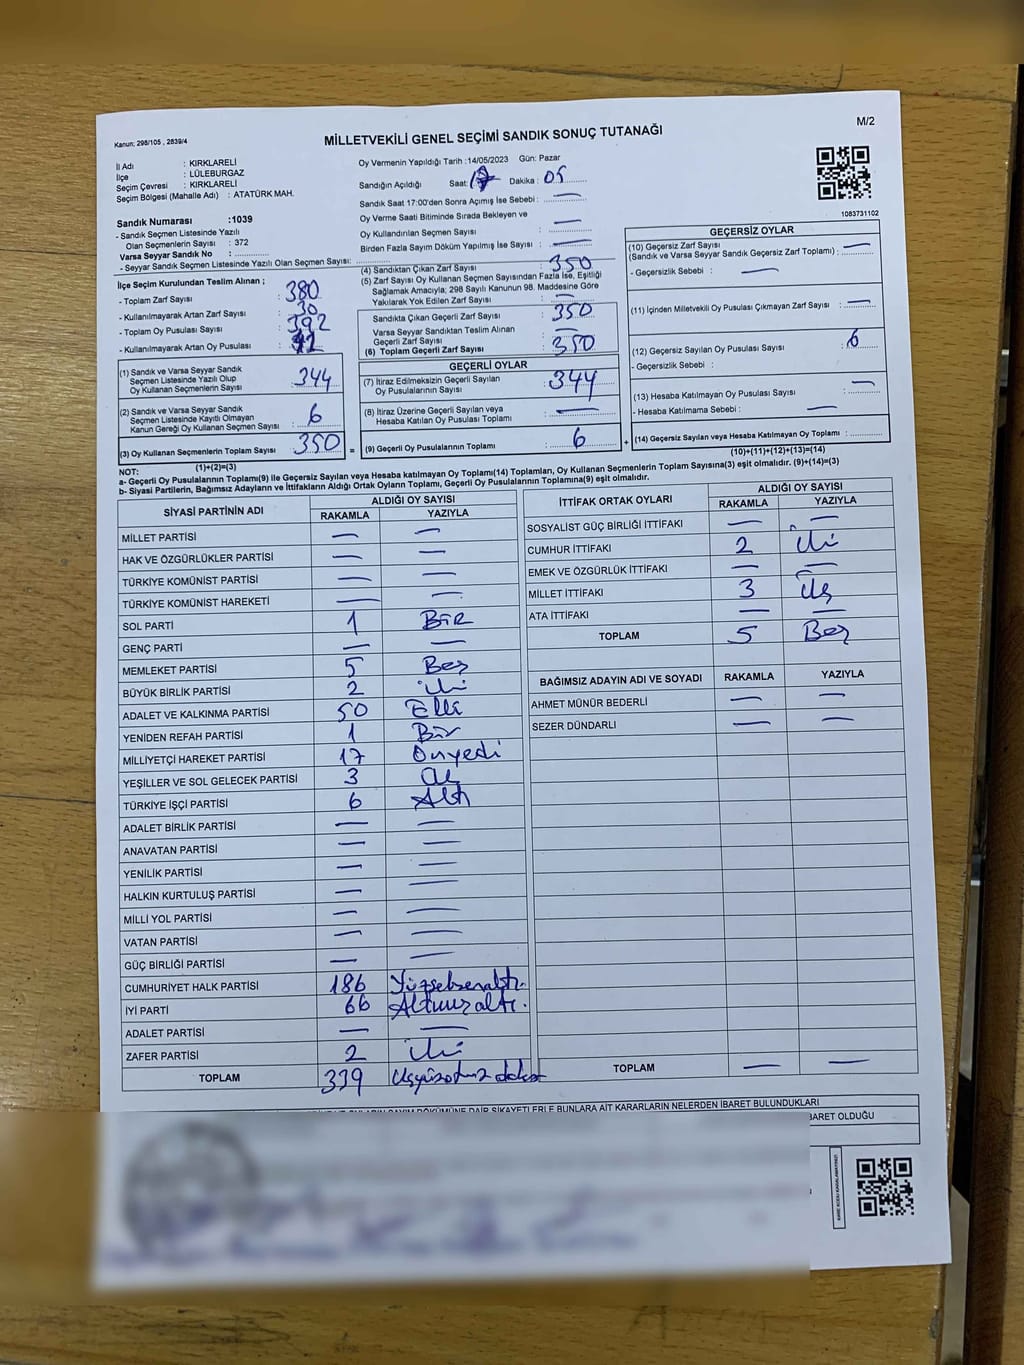 M/2
Kanun: 298/105 , 2839/4
MİLLETVEKİLİ GENEL SEÇİMİ SANDIK SONUÇ TUTANAĞI
İl Adı : KIRKLARELİ
İlçe : LÜLEBURGAZ
Seçim Çevresi : KIRKLARELİ
Seçim Bölgesi (Mahalle Adı) : ATATÜRK MAH.
Sandık Numarası :1039
- Sandık Seçmen Listesinde Yazılı
Olan Seçmenlerin Sayısı : 372
Varsa Seyyar Sandık No :
- Seyyar Sandık Seçmen Listesinde Yazılı Olan Seçmen Sayısı:
Oy Vermenin Yapıldığı Tarih :14/05/2023 Gün: Pazar
Sandığın Açıldığı Saat: 17 Dakika : 05
Sandık Saat 17:00'den Sonra Açımış İse Sebebi : —
Oy Verme Saati Bitiminde Sırada Bekleyen ve
Oy Kullandırılan Seçmen Sayısı : —
Birden Fazla Sayım Döküm Yapılmış İse Sayısı : —
1083731102
İlçe Seçim Kurulundan Teslim Alınan ;
- Toplam Zarf Sayısı : 380
- Kullanılmayarak Artan Zarf Sayısı : 30
- Toplam Oy Pusulası Sayısı : 392
- Kullanılmayarak Artan Oy Pusulası :
(1) Sandık ve Varsa Seyyar Sandık
Seçmen Listesinde Yazılı Olup
Oy Kullanan Seçmenlerin Sayısı : 344
(2) Sandık ve Varsa Seyyar Sandık
Seçmen Listesinde Kayıtlı Olmayan
Kanun Gereği Oy Kullanan Seçmen Sayısı : 6
(3) Oy Kullanan Seçmenlerin Toplam Sayısı : 350
(1)+(2)=(3)
(4) Sandıktan Çıkan Zarf Sayısı : 350
(5) Zarf Sayısı Oy Kullanan Seçmen Sayısından Fazla İse, Eşitliği
Sağlamak Amacıyla; 298 Sayılı Kanunun 98. Maddesine Göre
Yakılarak Yok Edilen Zarf Sayısı : —
Sandıkta Çıkan Geçerli Zarf Sayısı : 350
Varsa Seyyar Sandıktan Teslim Alınan
Geçerli Zarf Sayısı : —
(6) Toplam Geçerli Zarf Sayısı : 350
GEÇERLİ OYLAR
(7) İtiraz Edilmeksizin Geçerli Sayılan
Oy Pusulalarının Sayısı : 344
(8) İtiraz Üzerine Geçerli Sayılan veya
Hesaba Katılan Oy Pusulası Toplamı : —
(9) Geçerli Oy Pusulalarının Toplamı : 6
GEÇERSİZ OYLAR
(10) Geçersiz Zarf Sayısı
(Sandık ve Varsa Seyyar Sandık Geçersiz Zarf Toplamı) : —
- Geçersizlik Sebebi : —
(11) İçinden Milletvekili Oy Pusulası Çıkmayan Zarf Sayısı : —
(12) Geçersiz Sayılan Oy Pusulası Sayısı : 6
- Geçersizlik Sebebi :
(13) Hesaba Katılmayan Oy Pusulası Sayısı : —
- Hesaba Katılmama Sebebi : —
(14) Geçersiz Sayılan veya Hesaba Katılmayan Oy Toplamı :
(10)+(11)+(12)+(13)=(14)
NOT:
a- Geçerli Oy Pusulalarının Toplamı(9) ile Geçersiz Sayılan veya Hesaba katılmayan Oy Toplamı(14) Toplamları, Oy Kullanan Seçmenlerin Toplam Sayısına(3) eşit olmalıdır. (9)+(14)=(3)
b- Siyasi Partilerin, Bağımsız Adayların ve İttifakların Aldığı Ortak Oyların Toplamı, Geçerli Oy Pusulalarının Toplamına(9) eşit olmalıdır.
SİYASİ PARTİNİN ADI ALDIĞI OY SAYISI
RAKAMLA YAZIYLA
MİLLET PARTİSİ — —
HAK VE ÖZGÜRLÜKLER PARTİSİ — —
TÜRKİYE KOMÜNİST PARTİSİ — —
TÜRKİYE KOMÜNİST HAREKETİ — —
SOL PARTİ 1 Bir
GENÇ PARTİ — —
MEMLEKET PARTİSİ 5 Beş
BÜYÜK BİRLİK PARTİSİ 2 iki
ADALET VE KALKINMA PARTİSİ 50 Elli
YENİDEN REFAH PARTİSİ 1 Bir
MİLLİYETÇİ HAREKET PARTİSİ 17 Onyedi
YEŞİLLER VE SOL GELECEK PARTİSİ 3 Üç
TÜRKİYE İŞÇİ PARTİSİ 6 Altı
ADALET BİRLİK PARTİSİ — —
ANAVATAN PARTİSİ — —
YENİLİK PARTİSİ — —
HALKIN KURTULUŞ PARTİSİ — —
MİLLİ YOL PARTİSİ — —
VATAN PARTİSİ — —
GÜÇ BİRLİĞİ PARTİSİ — —
CUMHURİYET HALK PARTİSİ 186 Yüzseksenaltı.
İYİ PARTİ 66 Altmışaltı.
ADALET PARTİSİ — —
ZAFER PARTİSİ 2 iki
TOPLAM 339 Üçyüzotuz dokuz
İTTİFAK ORTAK OYLARI ALDIĞI OY SAYISI
RAKAMLA YAZIYLA
SOSYALİST GÜÇ BİRLİĞİ İTTİFAKI — —
CUMHUR İTTİFAKI 2 iki
EMEK VE ÖZGÜRLÜK İTTİFAKI — —
MİLLET İTTİFAKI 3 Üç
ATA İTTİFAKI — —
TOPLAM 5 Beş
BAĞIMSIZ ADAYIN ADI VE SOYADI RAKAMLA YAZIYLA
AHMET MÜNÜR BEDERLİ — —
SEZER DÜNDARLI — —
TOPLAM — —
OYLARIN SAYIM DÖKÜMÜNE DAİR ŞİKAYETLERLE BUNLARA AİT KARARLARIN NELERDEN İBARET BULUNDUKLARI
İBARET OLDUĞU